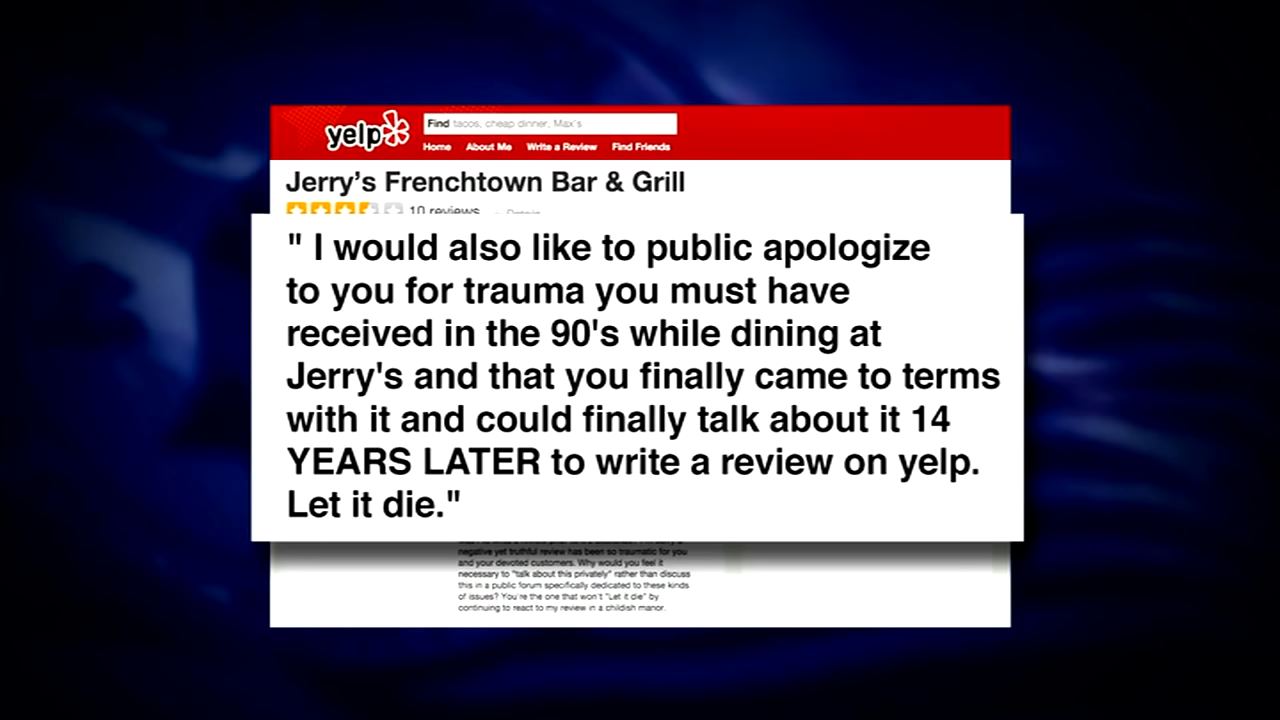 yelp
Find tacos, cheap dinner, Max's
Home About Me Write a Review Find Friends
Jerry's Frenchtown Bar & Grill
10 reviews
" I would also like to public apologize
to you for trauma you must have
received in the 90's while dining at
Jerry's and that you finally came to terms
with it and could finally talk about it 14
YEARS LATER to write a review on yelp.
Let it die."
negative yet truthful review has been so traumatic for you
and your devoted customers. Why would you feel it
necessary to "talk about this privately" rather than discuss
this in a public forum specifically dedicated to these kinds
of issues? You're the one that won't "Let it die" by
continuing to react to my review in a childish manor.